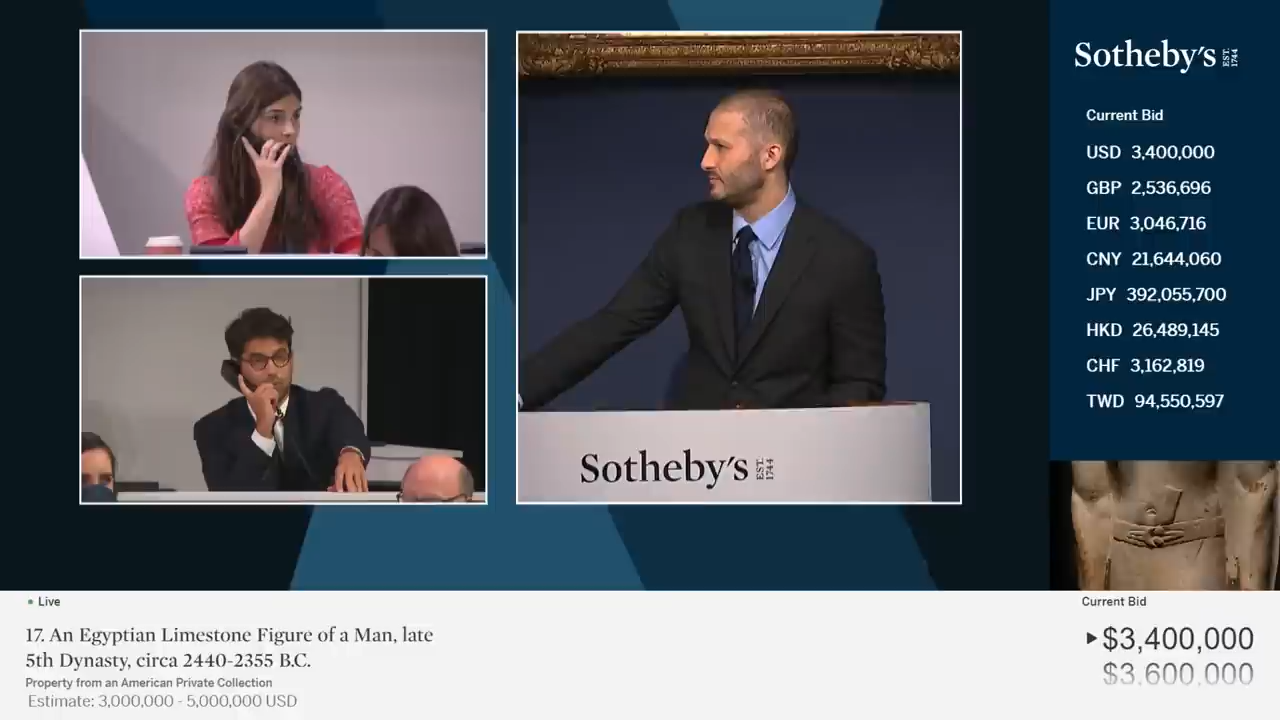 Sotheby's EST. 1744
Current Bid
USD 3,400,000
GBP 2,536,696
EUR 3,046,716
CNY 21,644,060
JPY 392,055,700
HKD 26,489,145
CHF 3,162,819
TWD 94,550,597
Sotheby's EST. 1744
Live
17. An Egyptian Limestone Figure of a Man, late
5th Dynasty, circa 2440-2355 B.C.
Property from an American Private Collection
Estimate: 3,000,000 - 5,000,000 USD
Current Bid
$3,400,000
$3,600,000